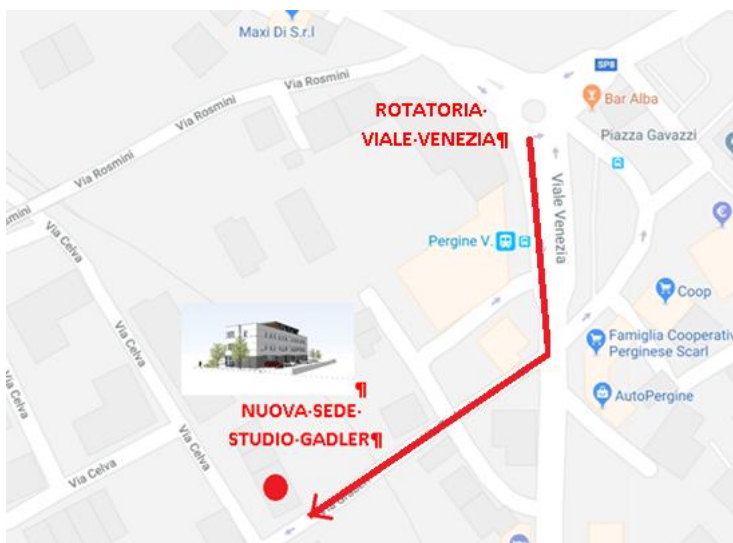 Maxi Di S.r.l
Via Rosmini
Via Rosmini
Via Rosmini
SP8
Bar Alba
ROTATORIA·
VIALE·VENEZIA¶
Piazza Gavazzi
Viale Venezia
Pergine V.
Via Celva
Coop
Famiglia Cooperativ
Perginese Scarl
AutoPergine
Via Celva
¶
NUOVA·SEDE·
STUDIO·GADLER¶
Via Celva
Via Celva
Via Celva